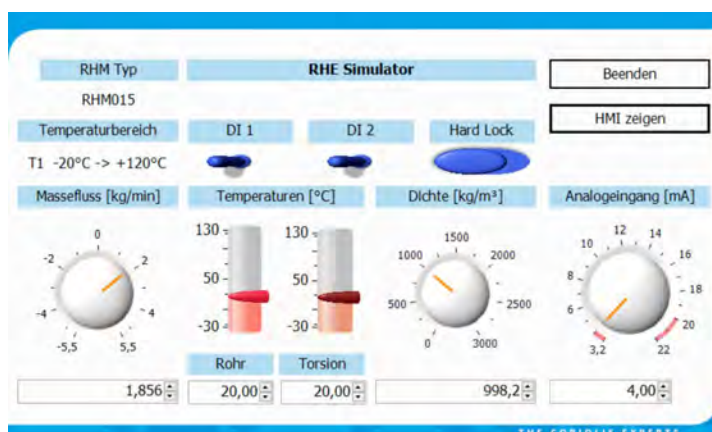 RHM Typ
RHE Simulator
Beenden
RHM015
HMI zeigen
Temperaturbereich
DI 1
DI 2
Hard Lock
T1 -20°C -> +120°C
Massefluss [kg/min]
Temperaturen [°C]
Dichte [kg/m³]
Analogeingang [mA]
0
-2
2
-4
4
-5,5
5,5
130
50
-30
130
50
-30
1500
1000
2000
500
2500
0
3000
12
10
14
8
16
6
18
20
3,2
22
Rohr
Torsion
1,856
20,00
20,00
998,2
4,00
THE CORIOLIS EXPERTS